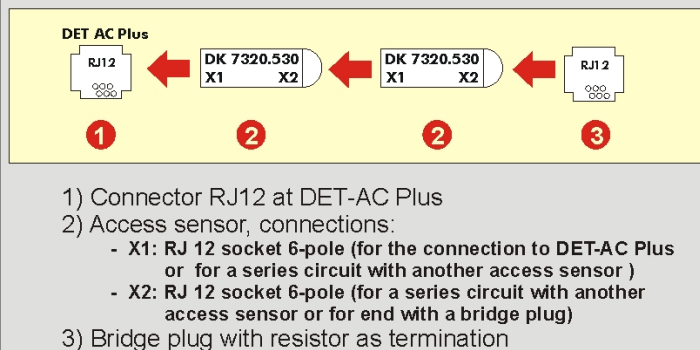 DET AC Plus
RJ12
DK 7320.530
X1 X2
DK 7320.530
X1 X2
RJ12
1 2 2 3
1) Connector RJ12 at DET-AC Plus
2) Access sensor, connections:
- X1: RJ 12 socket 6-pole (for the connection to DET-AC Plus
or for a series circuit with another access sensor )
- X2: RJ 12 socket 6-pole (for a series circuit with another
access sensor or for end with a bridge plug)
3) Bridge plug with resistor as termination